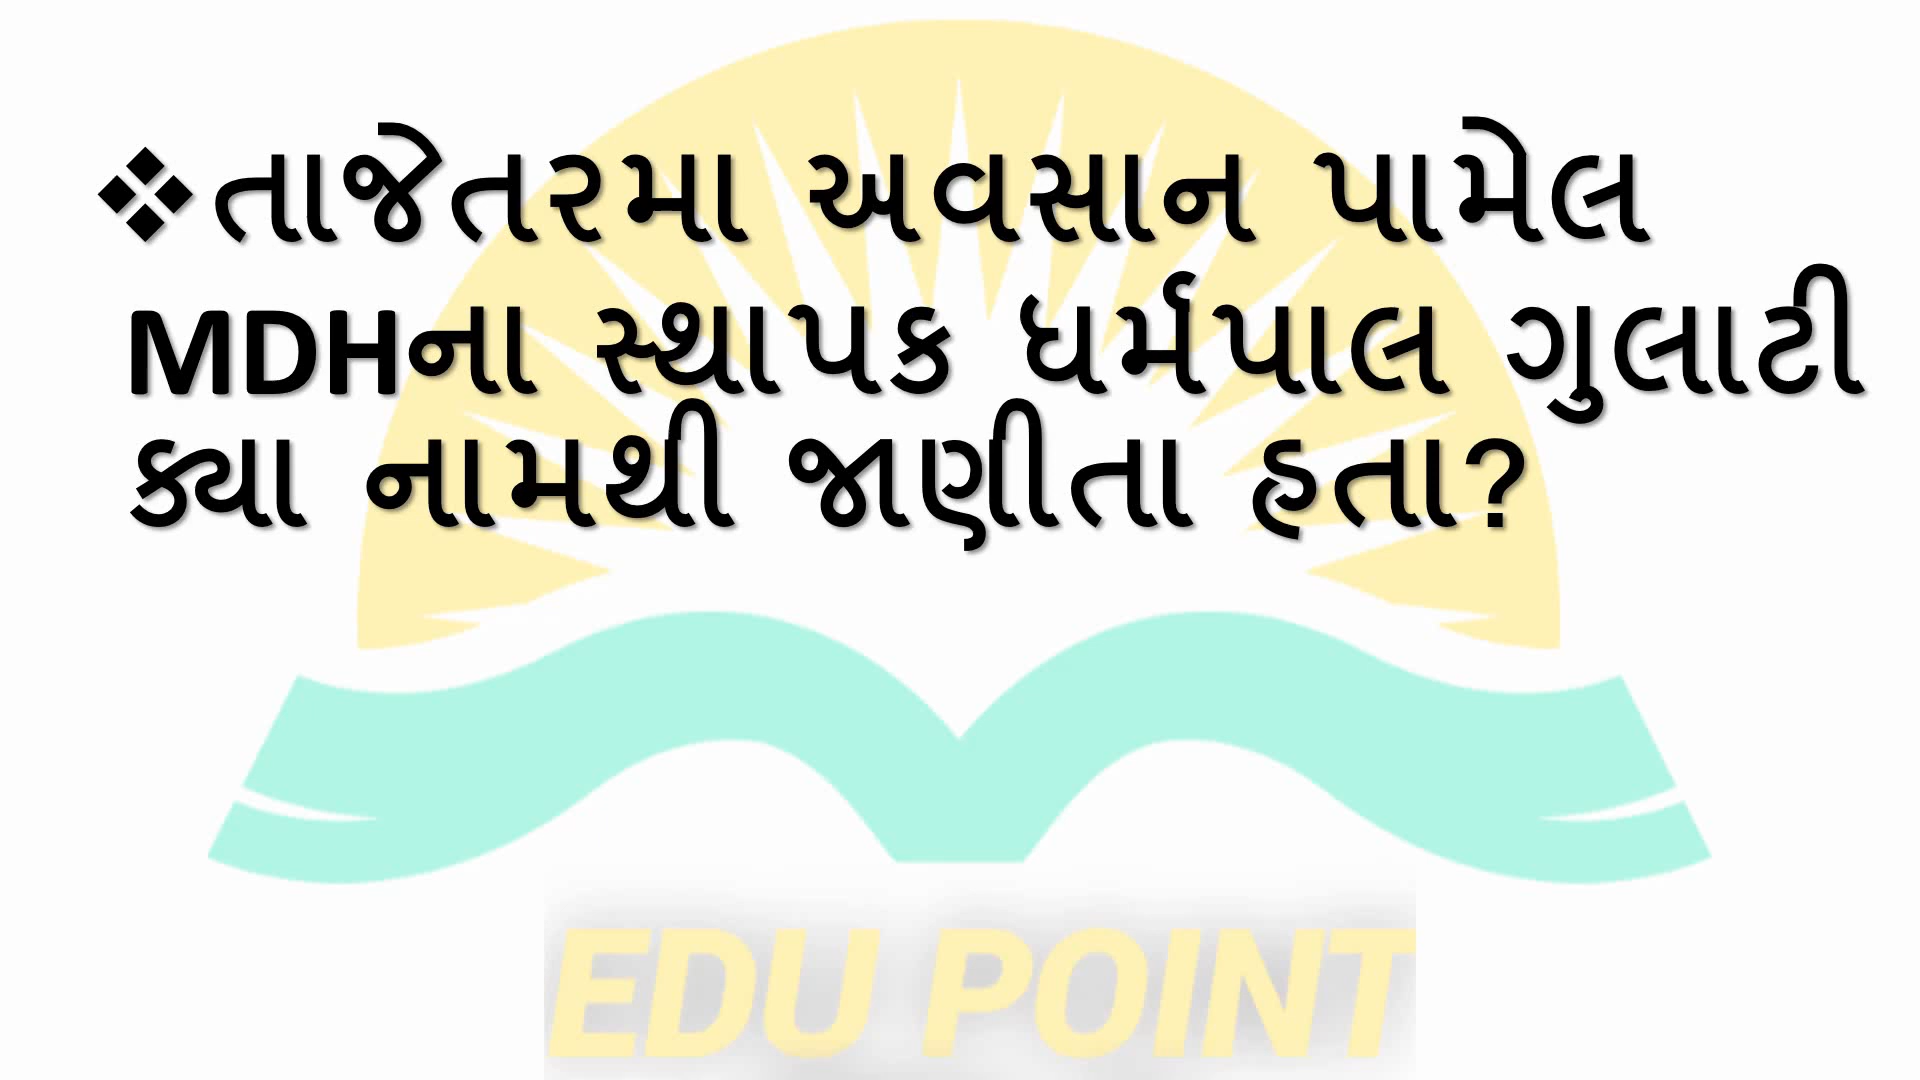 ❖તાજેતરમા અવસાન પામેલ
MDHના સ્થાપક ધર્મપાલ ગુલાટી
ક્યા નામથી જાણીતા હતા?
EDU POINT